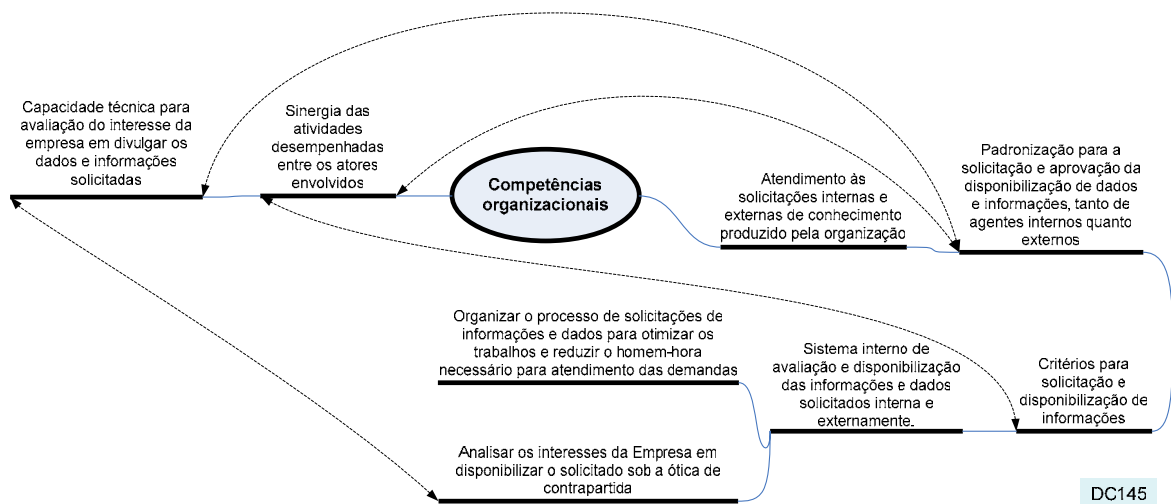 Capacidade técnica para
avaliação do interesse da
empresa em divulgar os
dados e informações
solicitadas
Sinergia das
atividades
desempenhadas
entre os atores
envolvidos
Competências
organizacionais
Atendimento às
solicitações internas e
externas de conhecimento
produzido pela organização
Padronização para a
solicitação e aprovação da
disponibilização de dados
e informações, tanto de
agentes internos quanto
externos
Organizar o processo de solicitações de
informações e dados para otimizar os
trabalhos e reduzir o homem-hora
necessário para atendimento das demandas
Sistema interno de
avaliação e disponibilização
das informações e dados
solicitados interna e
externamente.
Critérios para
solicitação e
disponibilização de
informações
Analisar os interesses da Empresa em
disponibilizar o solicitado sob a ótica de
contrapartida
DC145